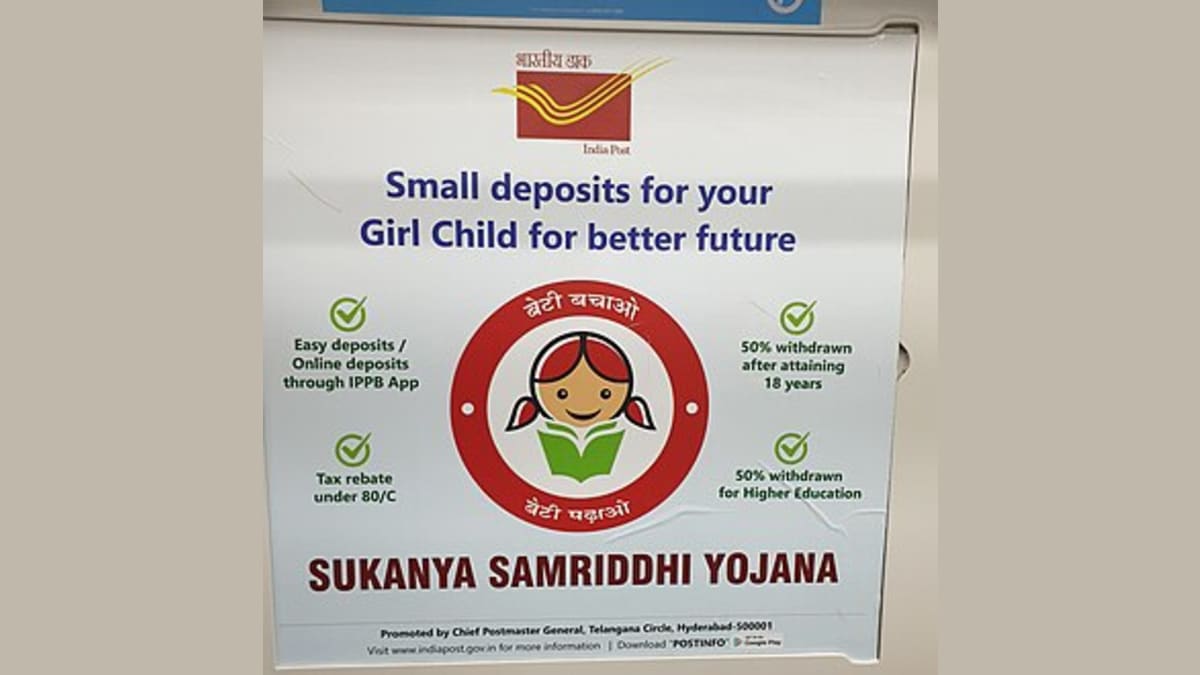 भारतीय डाक
India Post
Small deposits for your
Girl Child for better future
बेटी बचाओ
Easy deposits /
Online deposits
through IPPB App
50% withdrawn
after attaining
18 years
Tax rebate
under 80/C
50% withdrawn
for Higher Education
बेटी पढ़ाओ
SUKANYA SAMRIDDHI YOJANA
Promoted by Chief Postmaster General, Telangana Circle, Hyderabad-500001
Visit www.indiapost.gov.in for more information | Download "POSTINFO" Google Play